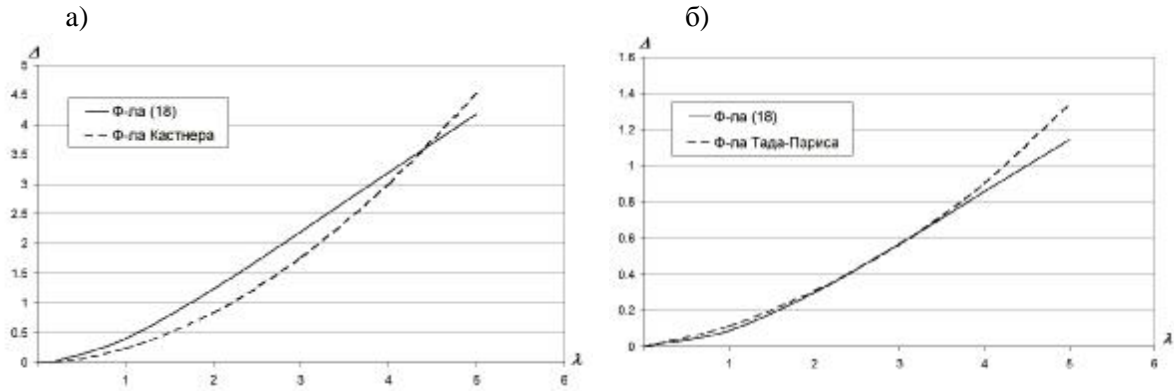 а)
Δ
5
4.5
4
3.5
3
2.5
2
1.5
1
0.5
0
1 2 3 4 5 6
λ
Ф-ла (18)
Ф-ла Кастнера
б)
Δ
1.6
1.4
1.2
1
0.8
0.6
0.4
0.2
0
1 2 3 4 5 6
λ
Ф-ла (18)
Ф-ла Тада-Париса